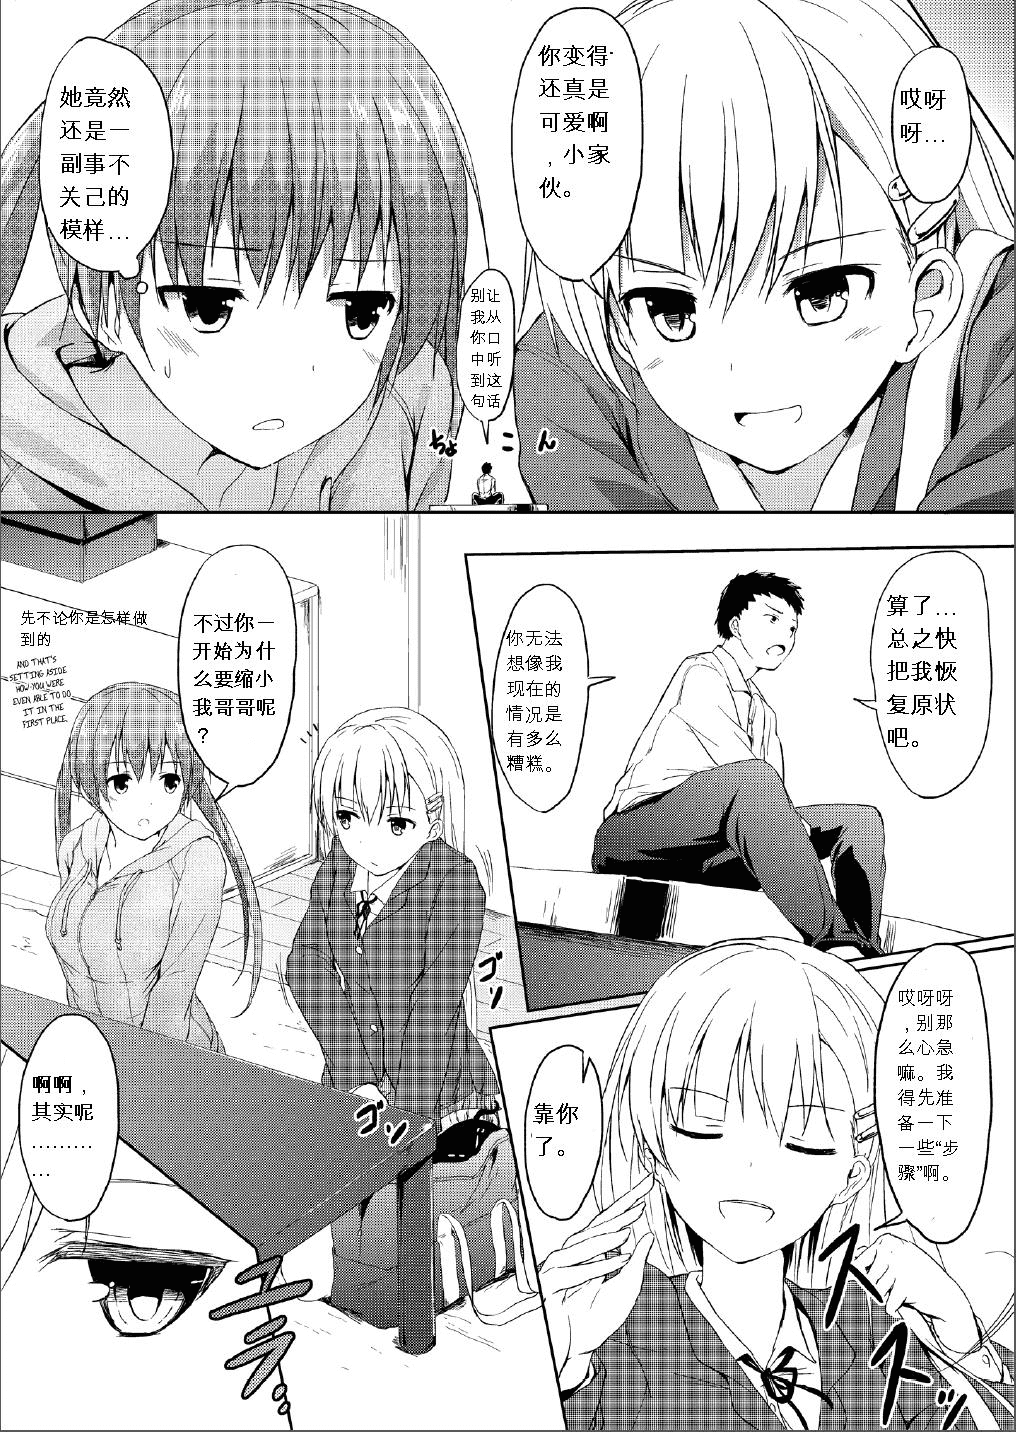 哎呀
呀...
你变得
还真是
可爱啊
，小家
伙。
别让
我从
你口
中听
到这
句话
她竟然
还是一
副事不
关己的
模样...
ちょ
こん
算了...
总之快
把我恢
复原状
吧。
你无法
想像我
现在的
情况是
有多么
糟糕。
不过你一
开始为什
么要缩小
我哥哥呢
？
先不论你是怎样做
到的
AND THAT'S
SETTING ASIDE
HOW YOU WERE
EVEN ABLE TO DO
IT IN THE
FIRST PLACE.
ゴソ
ゴソ
啊啊，
其实呢
.........
...
ユラ
哎呀呀
，别那
么心急
嘛。我
得先准
备一下
一些“步
骤”啊。
靠你
了。
スッ